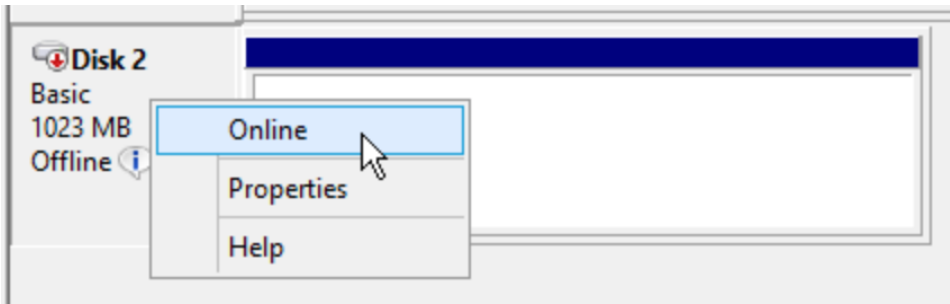 Disk 2
Basic
1023 MB
Offline
Online
Properties
Help